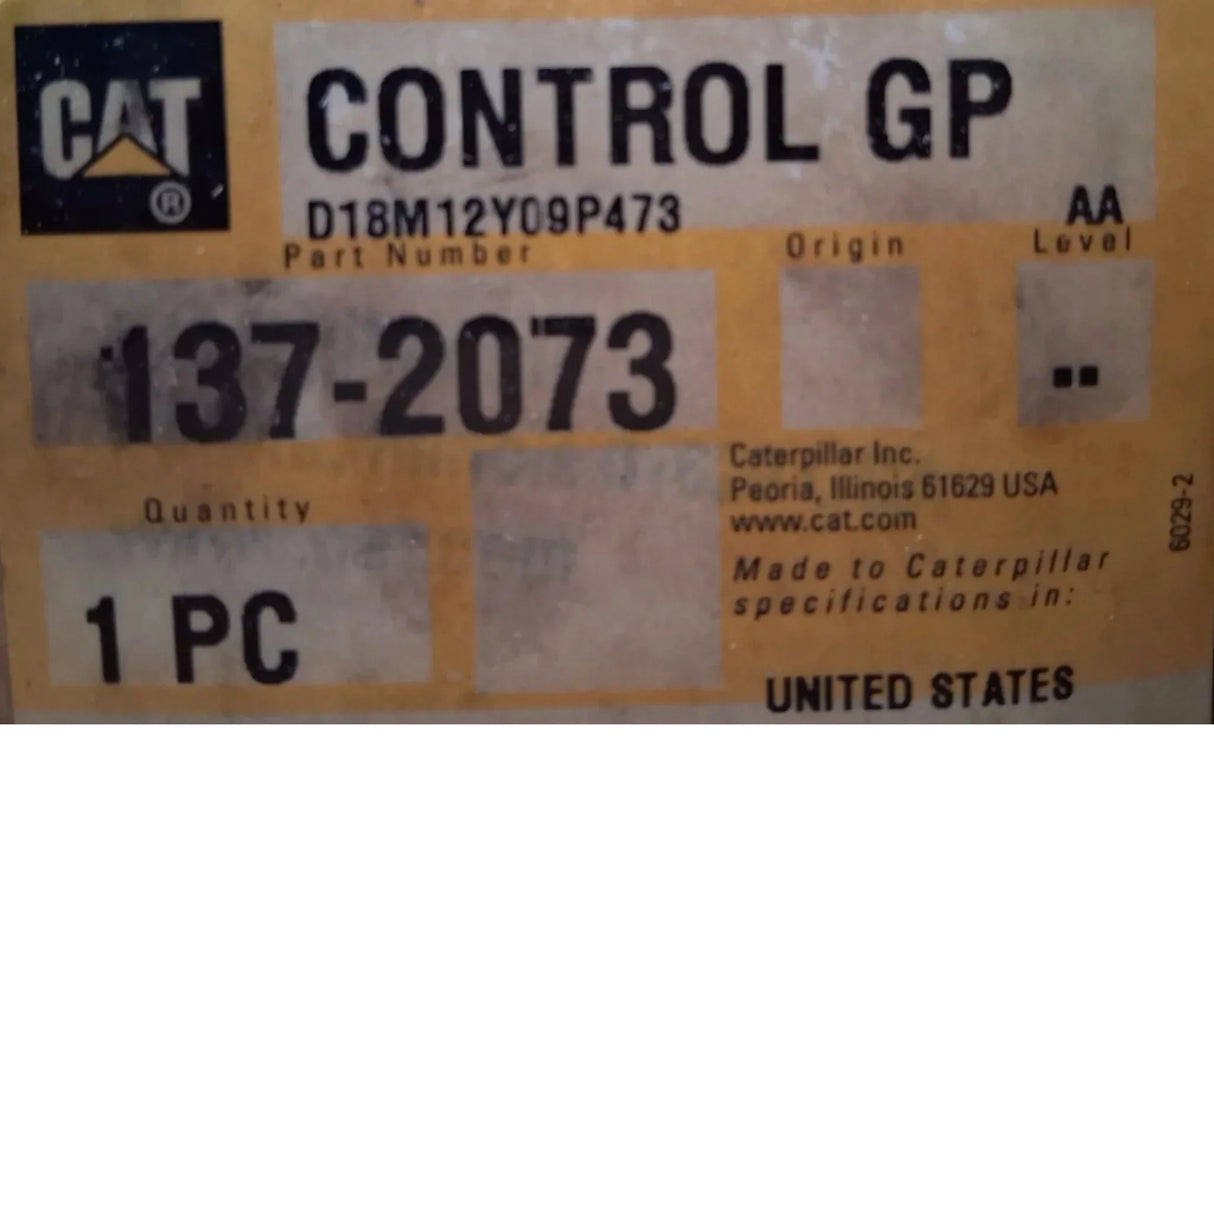 CAT
®
CONTROL GP
D18M12Y09P473 AA
Part Number Origin Level
137-2073 --
Quantity
1 PC
Caterpillar Inc.
Peoria, Illinois 61629 USA
www.cat.com
Made to Caterpillar
specifications in:
UNITED STATES
6029-2